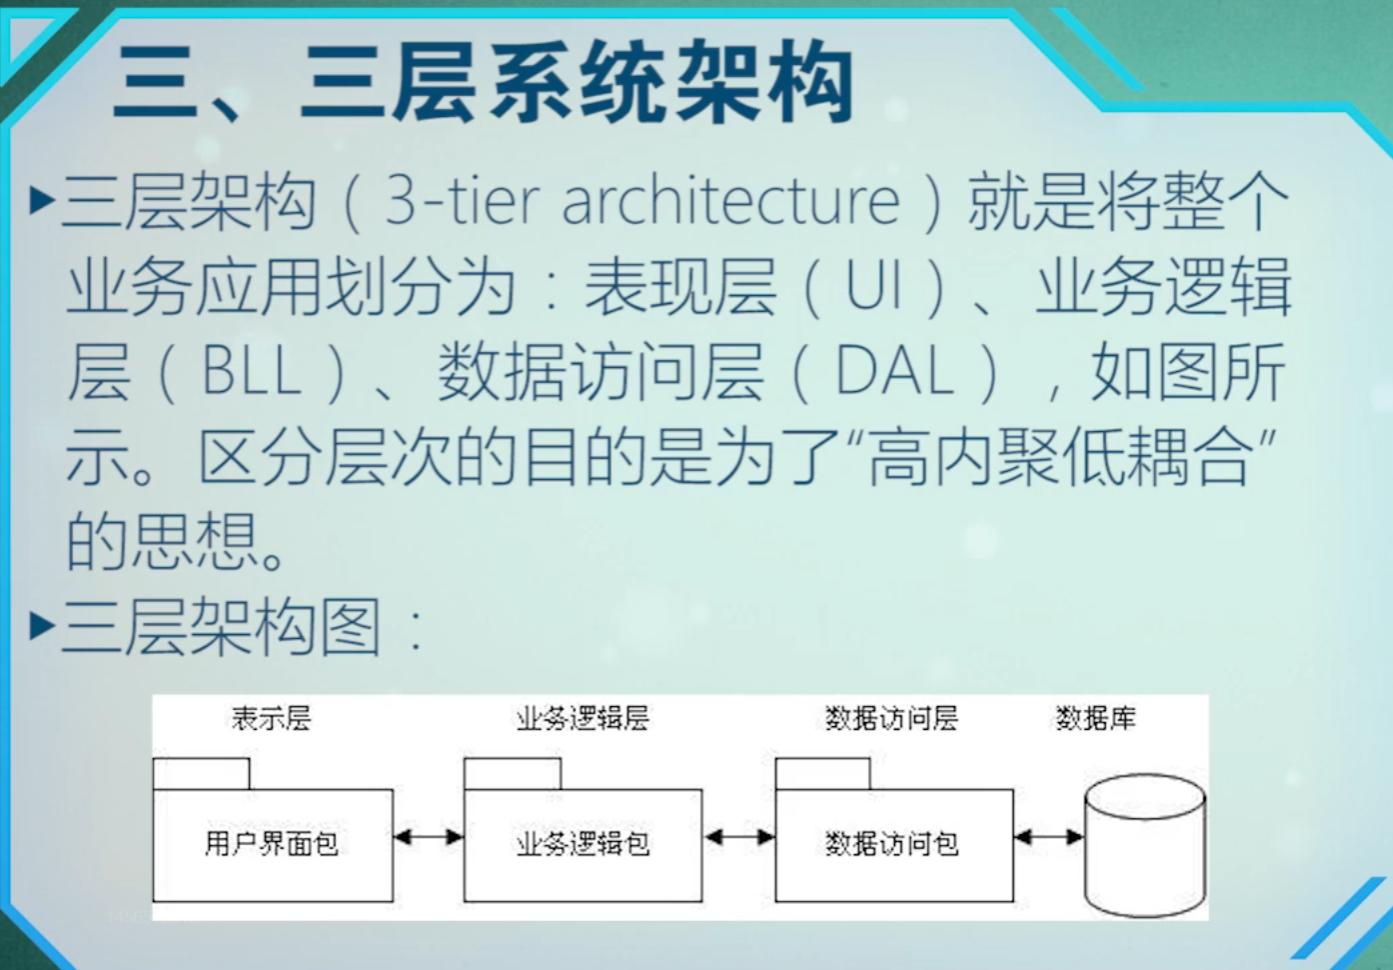 三、三层系统架构
三层架构（3-tier architecture）就是将整个
业务应用划分为：表现层（UI）、业务逻辑
层（BLL）、数据访问层（DAL），如图所
示。区分层次的目的是为了“高内聚低耦合”
的思想。
三层架构图：
表示层 业务逻辑层 数据访问层 数据库
用户界面包 业务逻辑包 数据访问包